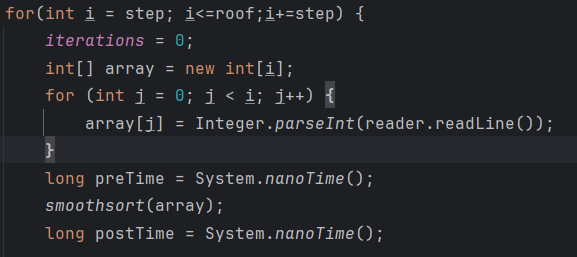 for(int i = step; i<=roof;i+=step) {
    iterations = 0;
    int[] array = new int[i];
    for (int j = 0; j < i; j++) {
        array[j] = Integer.parseInt(reader.readLine());
    }
    long preTime = System.nanoTime();
    smoothsort(array);
    long postTime = System.nanoTime();